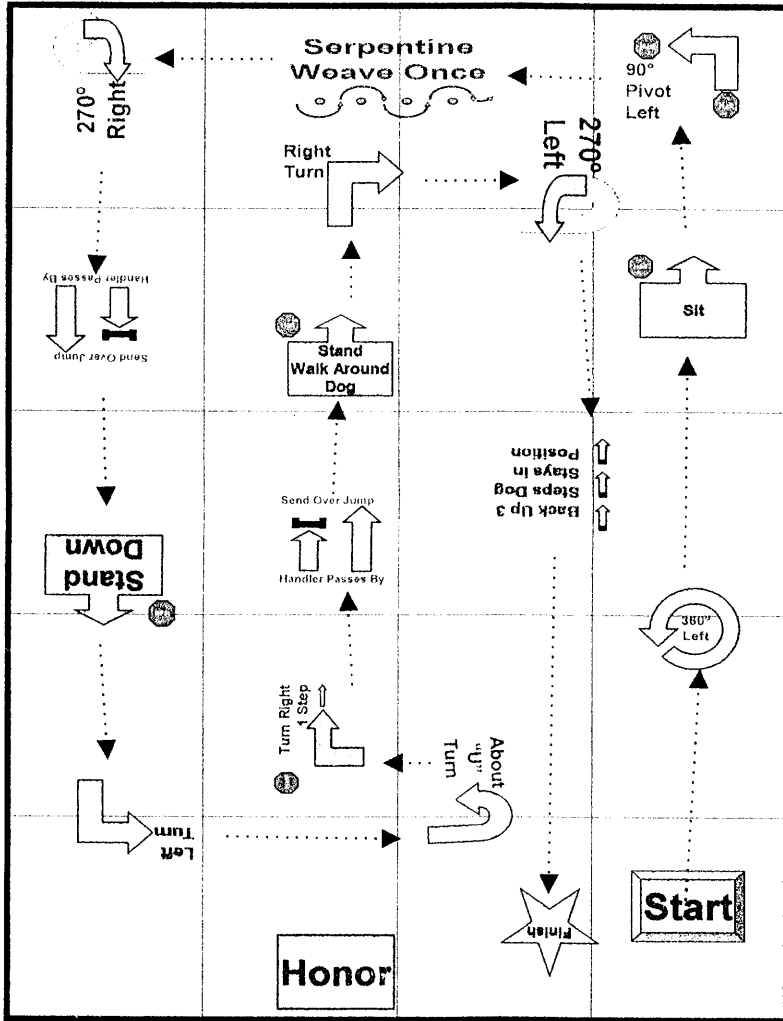 Serpentine
Weave Once
90°
Pivot
Left
270°
Right
Right
Turn
270°
Left
Send Over Jump
Handler Passes By
Sit
Stand
Walk Around
Dog
Back Up 3
Steps Dog
Stays in
Position
Send Over Jump
Handler Passes By
Stand
Down
360°
Left
Turn Right
1 Step
About
"U"
Turn
Left
Turn
Start
Finish
Honor